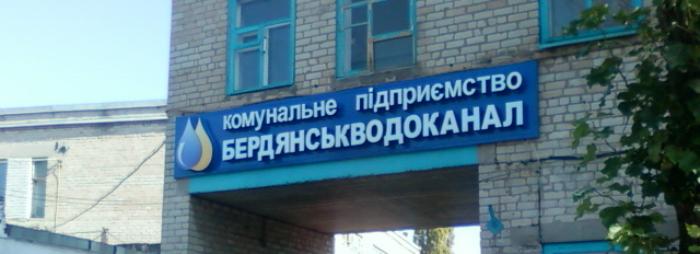 комунальне підприємство
БЕРДЯНСЬКВОДОКАНАЛ